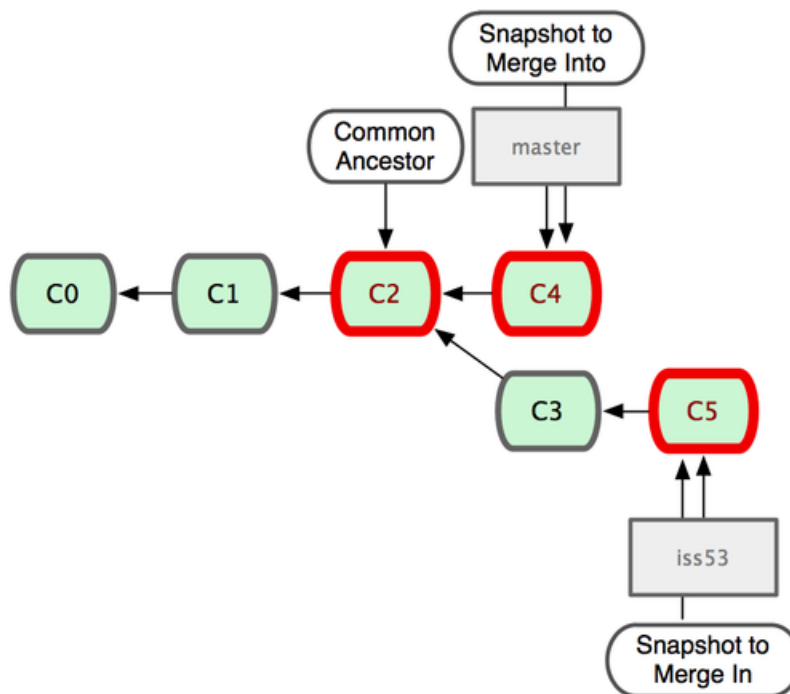 Snapshot to
Merge Into
Common
Ancestor
master
C0
C1
C2
C4
C3
C5
iss53
Snapshot to
Merge In